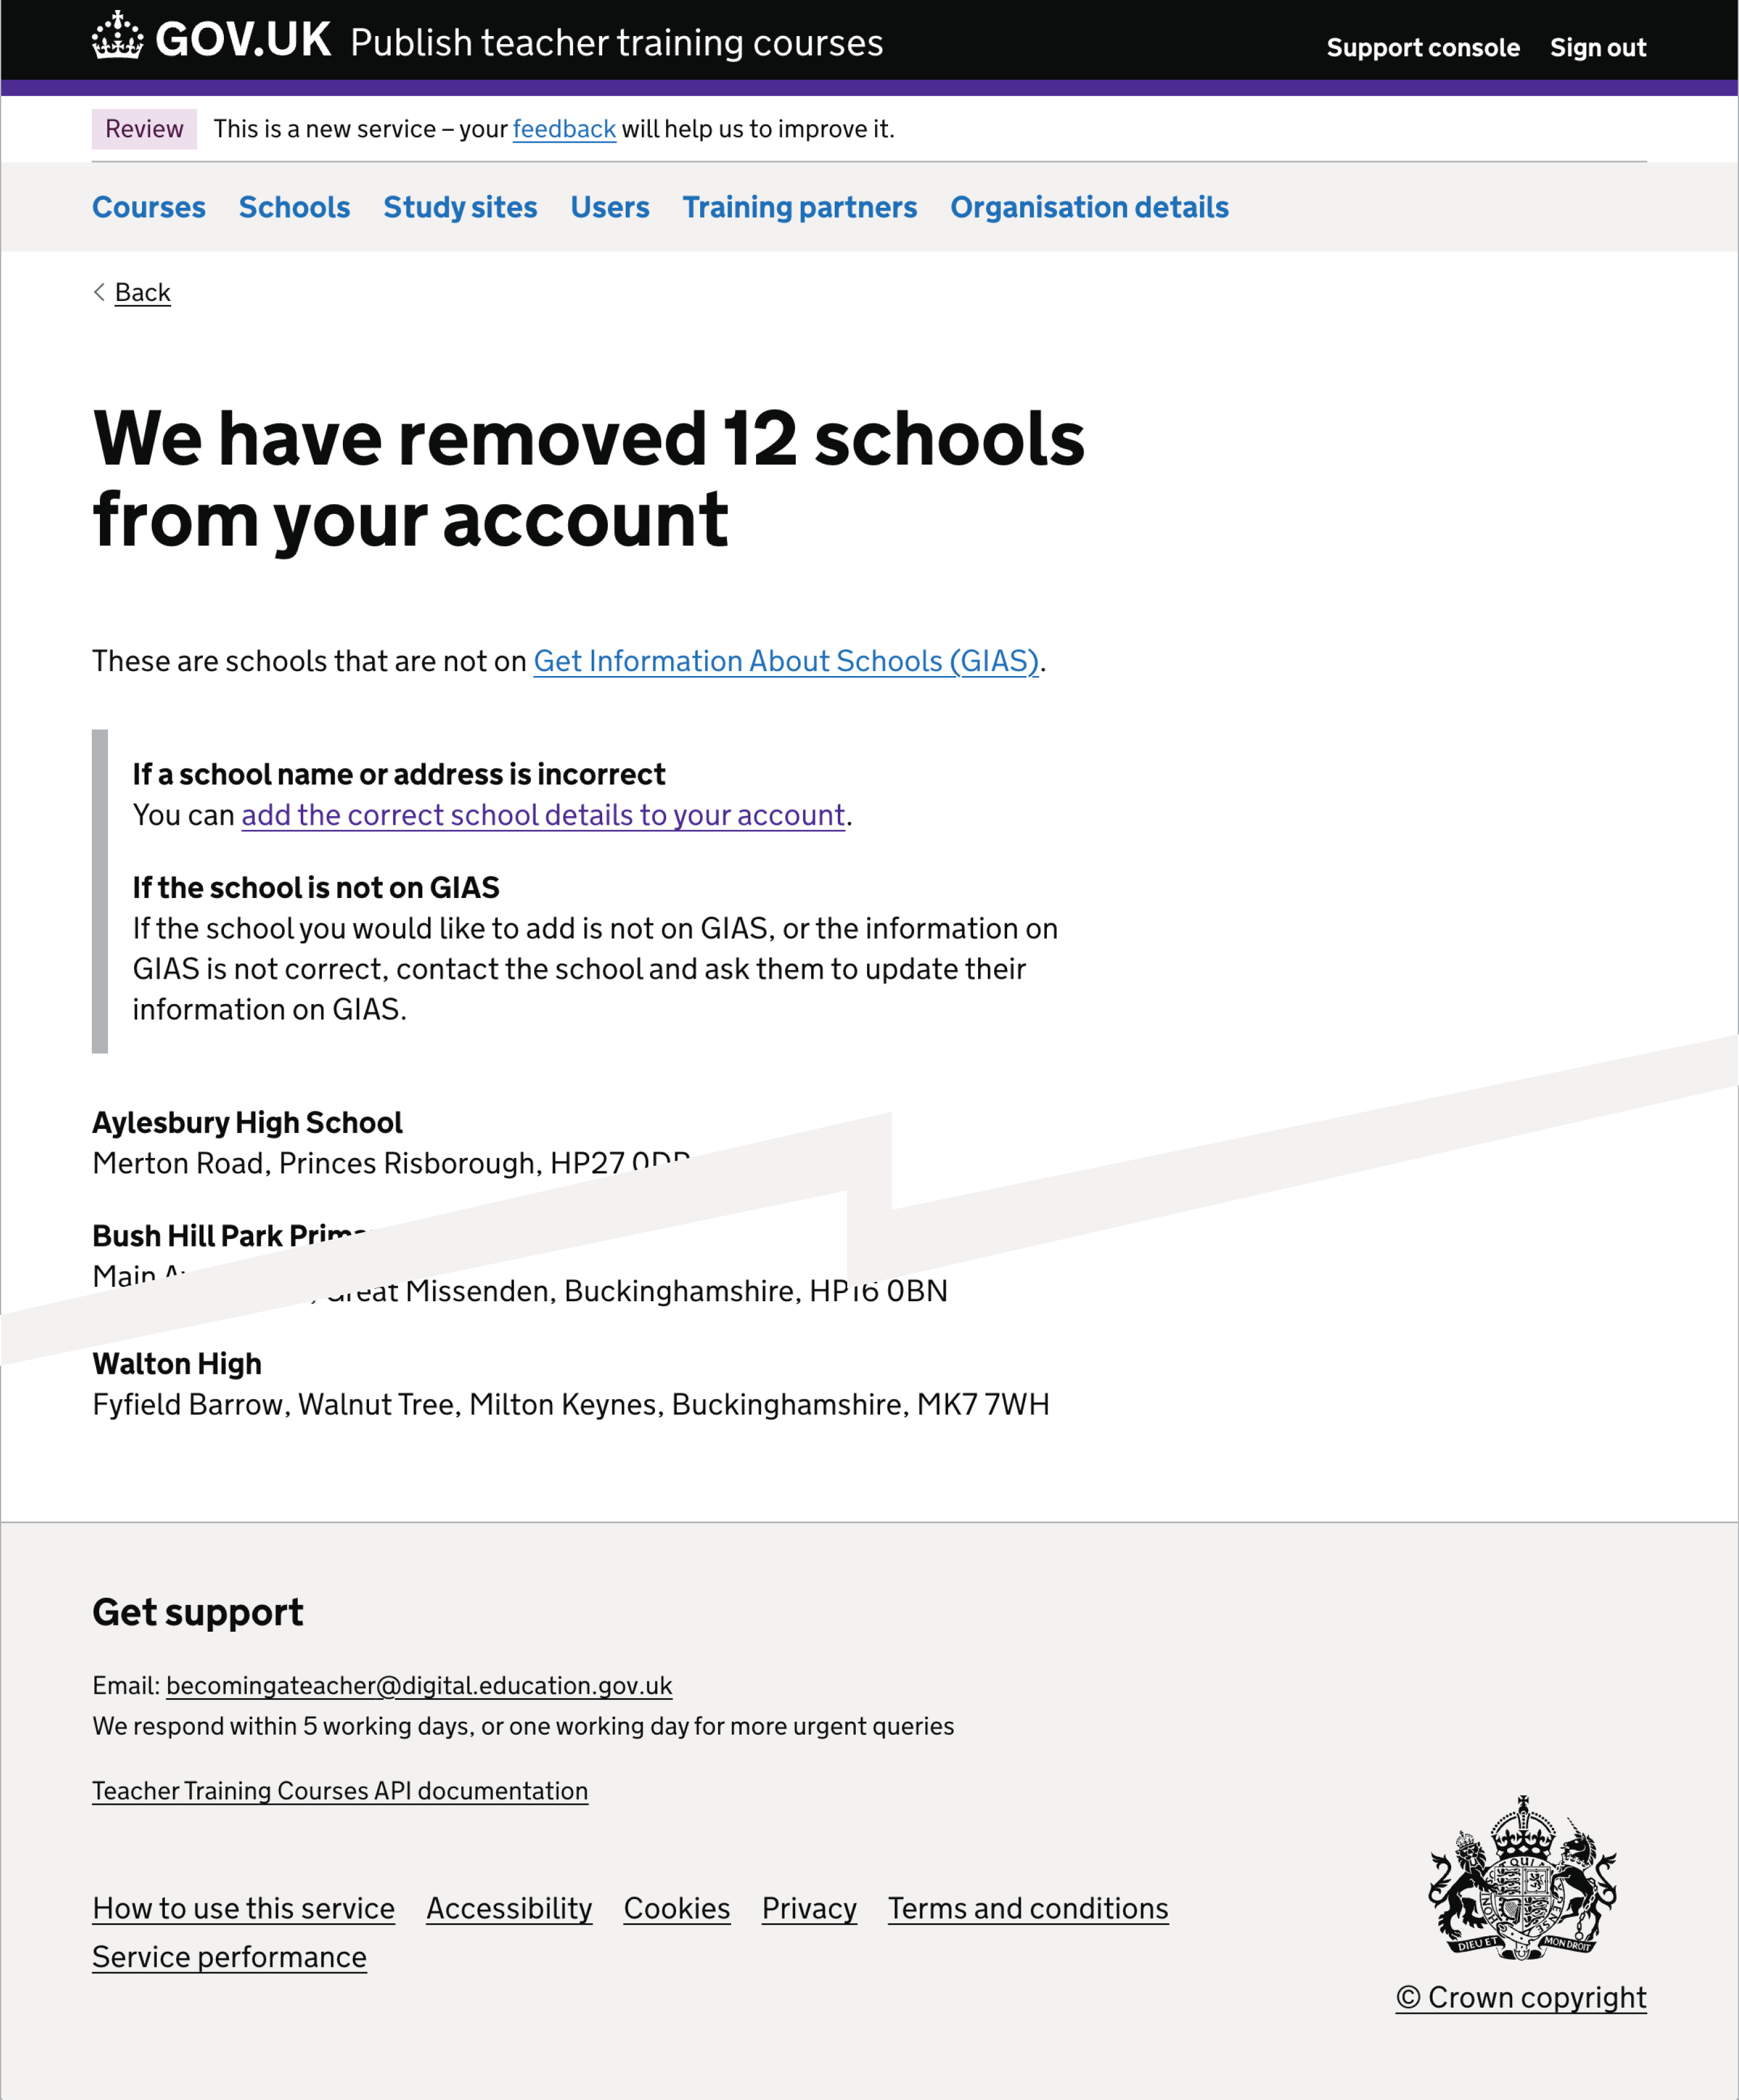 GOV.UK Publish teacher training courses
Support console Sign out
Review This is a new service – your feedback will help us to improve it.
Courses Schools Study sites Users Training partners Organisation details
Back
We have removed 12 schools
from your account
These are schools that are not on Get Information About Schools (GIAS).
If a school name or address is incorrect
You can add the correct school details to your account.
If the school is not on GIAS
If the school you would like to add is not on GIAS, or the information on
GIAS is not correct, contact the school and ask them to update their
information on GIAS.
Aylesbury High School
Merton Road, Princes Risborough, HP27
Bush Hill Park
Main
Great Missenden, Buckinghamshire, HP16 0BN
Walton High
Fyfield Barrow, Walnut Tree, Milton Keynes, Buckinghamshire, MK7 7WH
Get support
Email: becomingateacher@digital.education.gov.uk
We respond within 5 working days, or one working day for more urgent queries
Teacher Training Courses API documentation
How to use this service Accessibility Cookies Privacy Terms and conditions
Service performance
DIEU ET MON DROIT
© Crown copyright